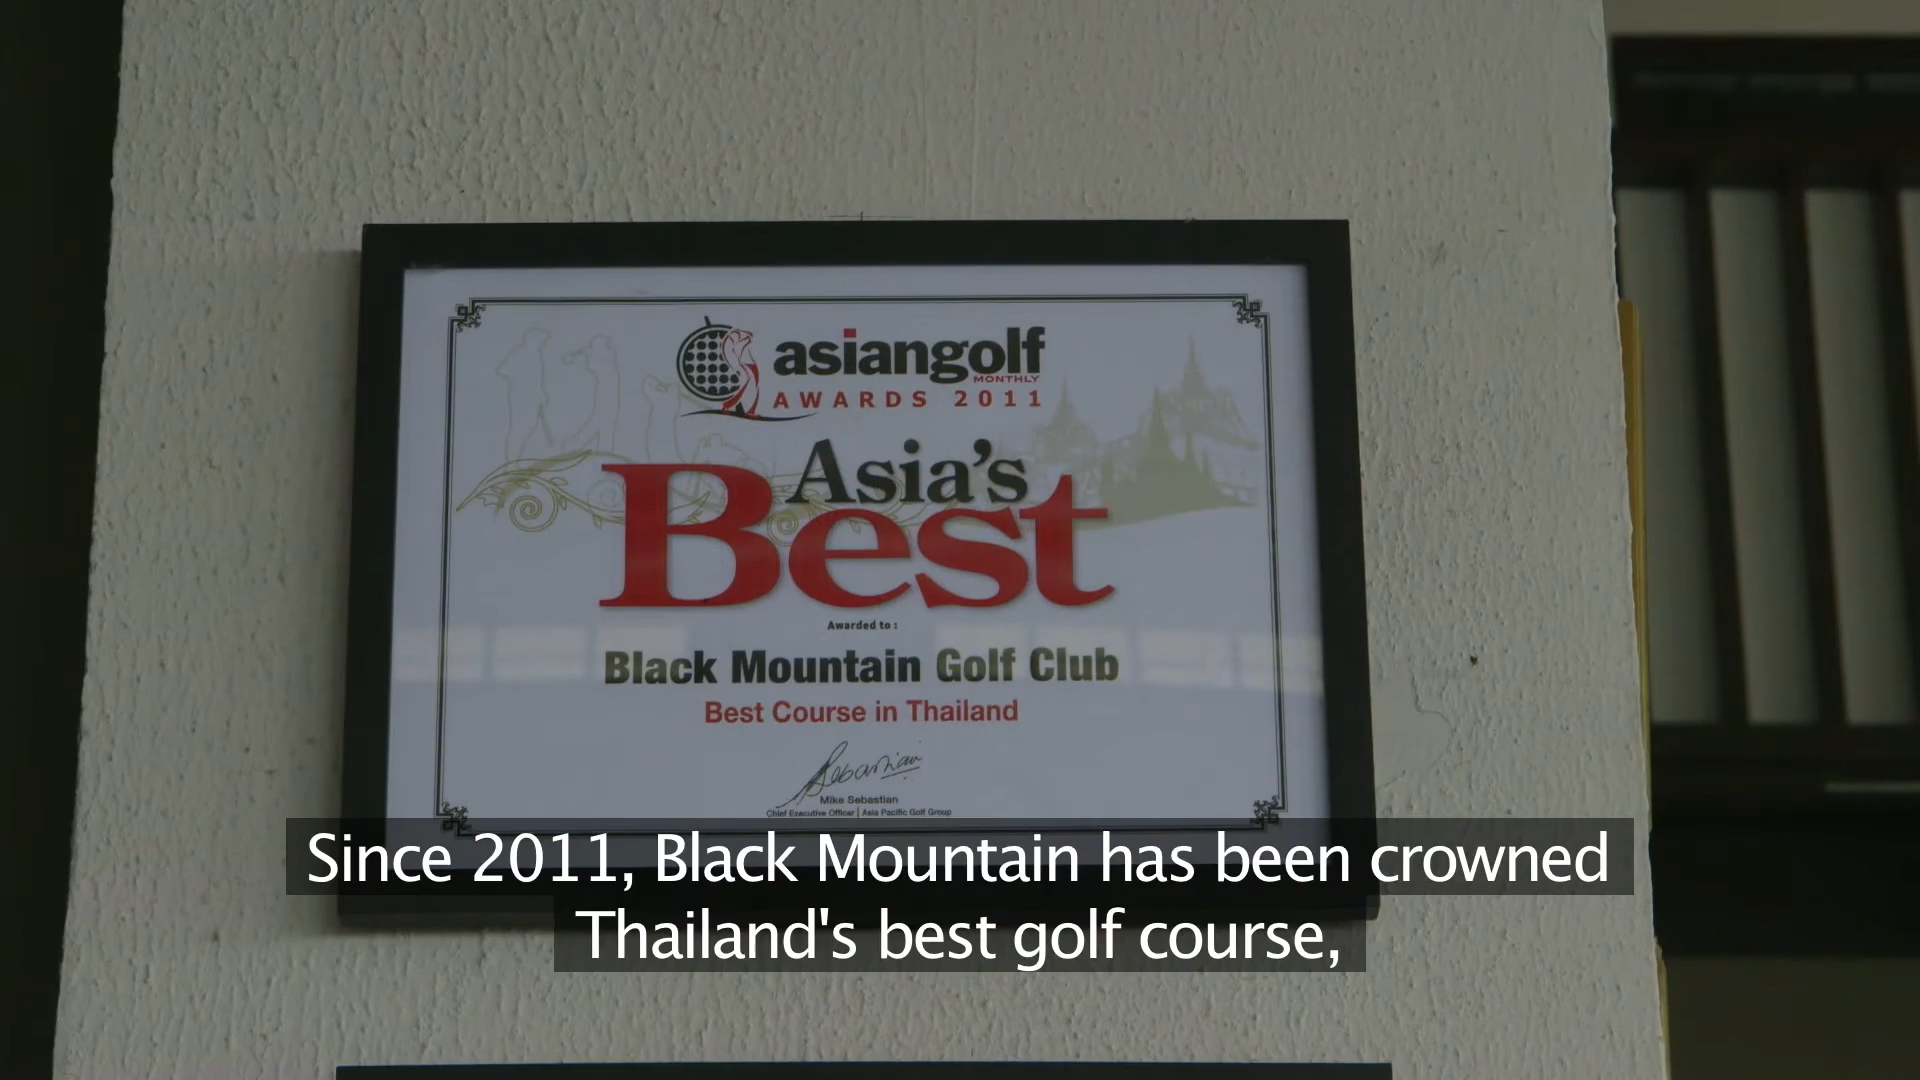 asiangolf
MONTHLY
AWARDS 2011
Asia's
Best
Awarded to :
Black Mountain Golf Club
Best Course in Thailand
Sebastian
Mike Sebastian
Chief Executive Officer | Asia Pacific Golf Group
Since 2011, Black Mountain has been crowned
Thailand's best golf course,